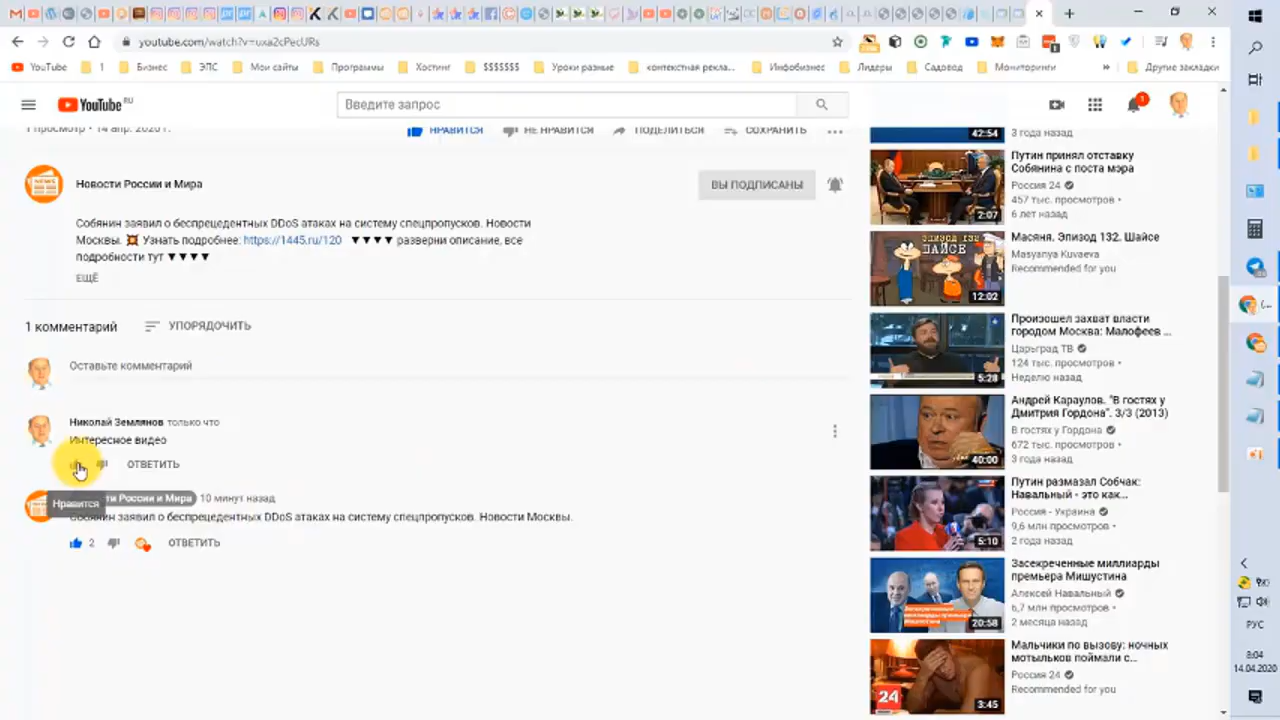 youtube.com/watch?v=uxa2cPecURs
YouTube
1
Бизнес
ЭПС
Мои сайты
Программы
Хостинг
$$$$$$$
Уроки разные
контекстная рекла...
Инфобизнес
Лидеры
Садовод
Мониторинги
»
Другие закладки
YouTube RU
Введите запрос
1
1 просмотр • 14 апр. 2020 г.
НРАВИТСЯ
НЕ НРАВИТСЯ
ПОДЕЛИТЬСЯ
СОХРАНИТЬ
Новости России и Мира
ВЫ ПОДПИСАНЫ
Собянин заявил о беспрецедентных DDoS атаках на систему спецпропусков. Новости
Москвы. 💥 Узнать подробнее: https://1445.ru/120 ▼▼▼▼ разверни описание, все
подробности тут ▼▼▼▼
ЕЩЁ
1 комментарий
УПОРЯДОЧИТЬ
Оставьте комментарий
Николай Землянов только что
Интересное видео
ОТВЕТИТЬ
Нравится
ти России и Мира 10 минут назад
Собянин заявил о беспрецедентных DDoS атаках на систему спецпропусков. Новости Москвы.
2
ОТВЕТИТЬ
42:54
3 года назад
Путин принял отставку
Собянина с поста мэра
Россия 24
457 тыс. просмотров •
6 лет назад
2:07
Масяня. Эпизод 132. Шайсе
Masyanya Kuvaeva
Recommended for you
ЭПИЗОД 132
ШАЙСЕ
12:02
Произошел захват власти
городом Москва: Малофеев ...
Царьград ТВ
124 тыс. просмотров •
Неделю назад
5:28
Андрей Караулов. "В гостях у
Дмитрия Гордона". 3/3 (2013)
В гостях у Гордона
672 тыс. просмотров •
3 года назад
40:00
Путин размазал Собчак:
Навальный - это как...
Россия - Украина
9,6 млн просмотров •
2 года назад
5:10
Засекреченные миллиарды
премьера Мишустина
Алексей Навальный
6,7 млн просмотров •
2 месяца назад
20:58
Мальчики по вызову: ночных
мотыльков поймали с...
Россия 24
Recommended for you
24
3:45
РУС
8:04
14.04.2020